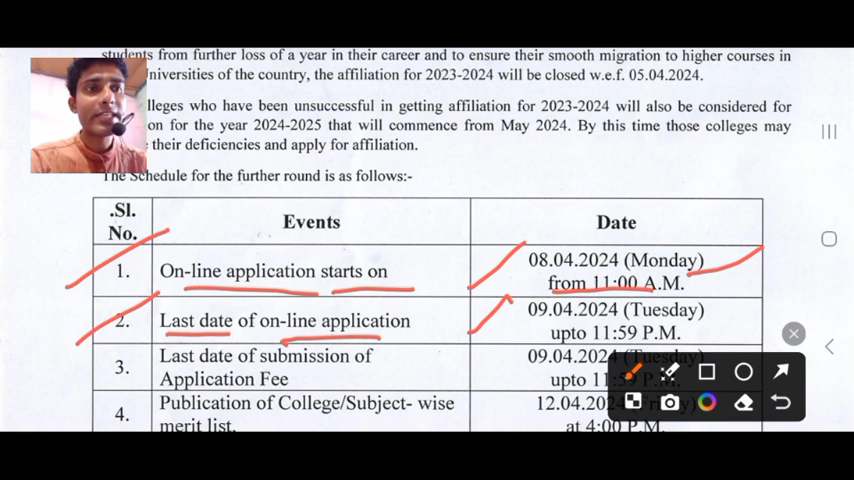 students from further loss of a year in their career and to ensure their smooth migration to higher courses in
Universities of the country, the affiliation for 2023-2024 will be closed w.e.f. 05.04.2024.
lleges who have been unsuccessful in getting affiliation for 2023-2024 will also be considered for
on for the year 2024-2025 that will commence from May 2024. By this time those colleges may
their deficiencies and apply for affiliation.
The Schedule for the further round is as follows:-
.Sl. No. Events Date
1. On-line application starts on 08.04.2024 (Monday)
from 11:00 A.M.
2. Last date of on-line application 09.04.2024 (Tuesday)
upto 11:59 P.M.
3. Last date of submission of
Application Fee
09.04.2024 (Tuesday)
upto 11:59 P.M.
4. Publication of College/Subject- wise
merit list.
12.04.2024 (Friday)
at 4:00 P.M.